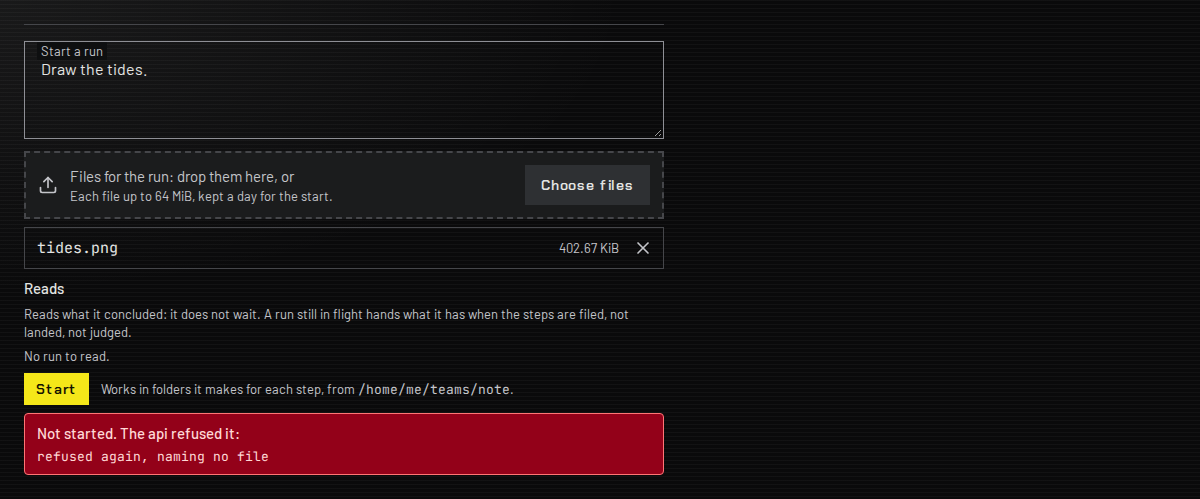 Start a run
Draw the tides.
Files for the run: drop them here, or
Each file up to 64 MiB, kept a day for the start.
Choose files
tides.png
402.67 KiB
Reads
Reads what it concluded: it does not wait. A run still in flight hands what it has when the steps are filed, not
landed, not judged.
No run to read.
Start
Works in folders it makes for each step, from /home/me/teams/note.
Not started. The api refused it:
refused again, naming no file